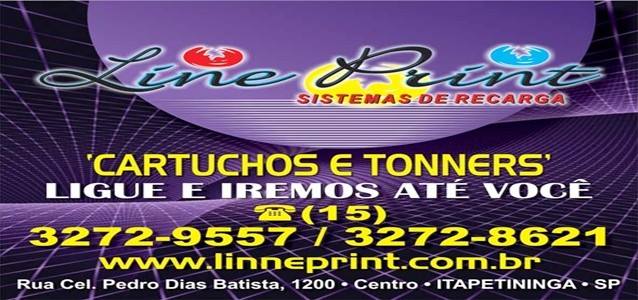 Line Print
SISTEMAS DE RECARGA
'CARTUCHOS E TONNERS'
LIGUE E IREMOS ATÉ VOCÊ
☎(15)
3272-9557 / 3272-8621
www.linneprint.com.br
Rua Cel. Pedro Dias Batista, 1200 • Centro • ITAPETININGA • SP